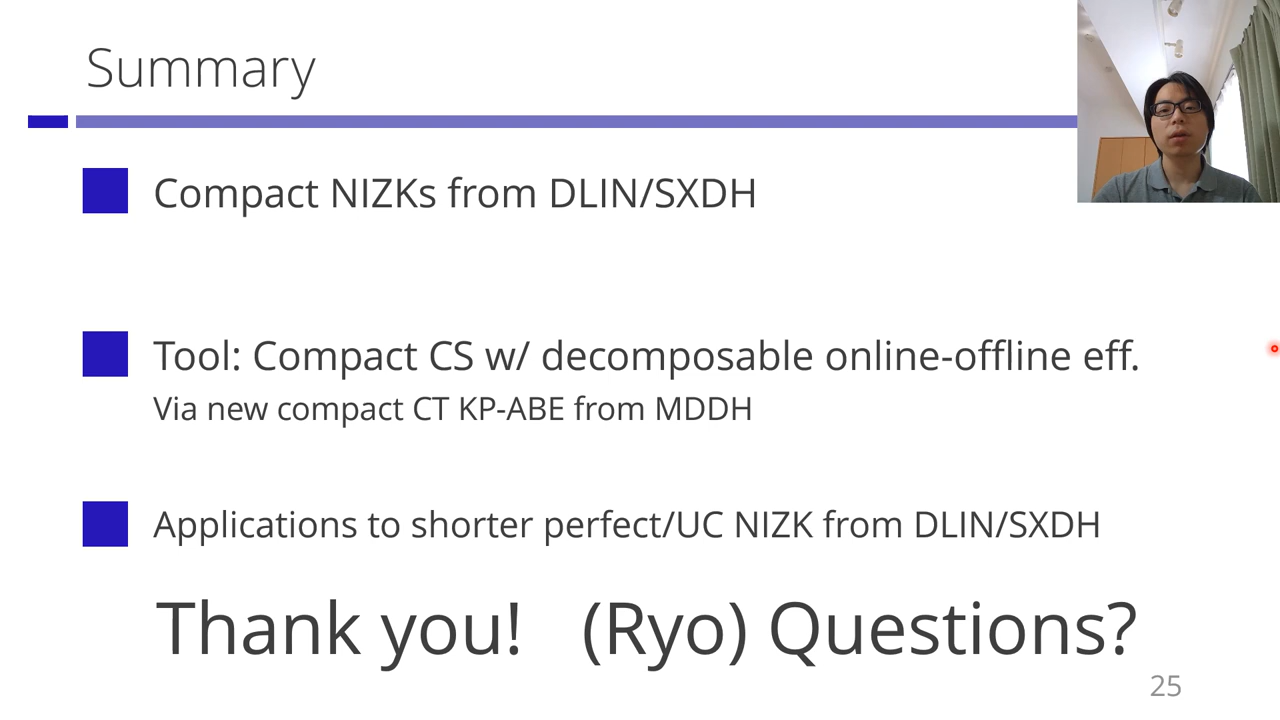 Summary
Compact NIZKs from DLIN/SXDH
Tool: Compact CS w/ decomposable online-offline eff.
Via new compact CT KP-ABE from MDDH
Applications to shorter perfect/UC NIZK from DLIN/SXDH
Thank you! (Ryo) Questions?
25